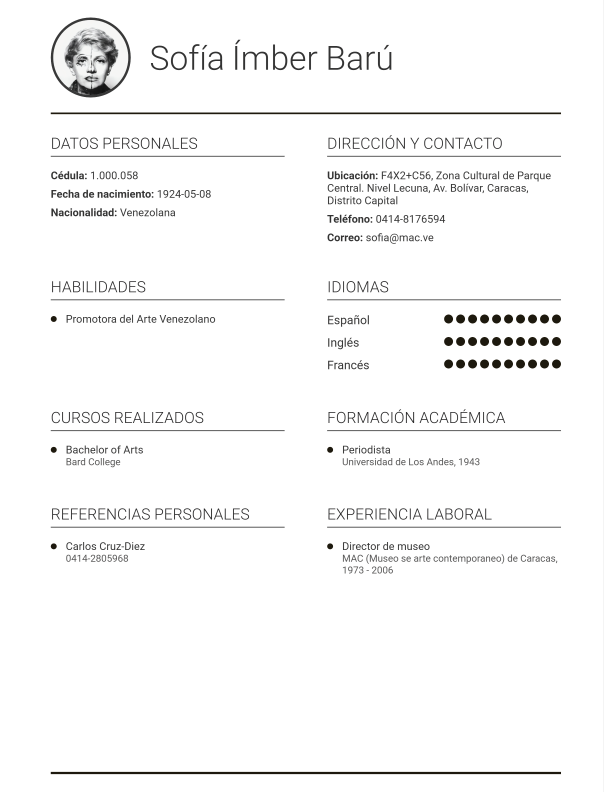 Sofía Ímber Barú
DATOS PERSONALES
Cédula: 1.000.058
Fecha de nacimiento: 1924-05-08
Nacionalidad: Venezolana
DIRECCIÓN Y CONTACTO
Ubicación: F4X2+C56, Zona Cultural de Parque
Central. Nivel Lecuna, Av. Bolívar, Caracas,
Distrito Capital
Teléfono: 0414-8176594
Correo: sofia@mac.ve
HABILIDADES
Promotora del Arte Venezolano
IDIOMAS
Español
Inglés
Francés
CURSOS REALIZADOS
Bachelor of Arts
Bard College
FORMACIÓN ACADÉMICA
Periodista
Universidad de Los Andes, 1943
REFERENCIAS PERSONALES
Carlos Cruz-Diez
0414-2805968
EXPERIENCIA LABORAL
Director de museo
MAC (Museo se arte contemporaneo) de Caracas,
1973 - 2006